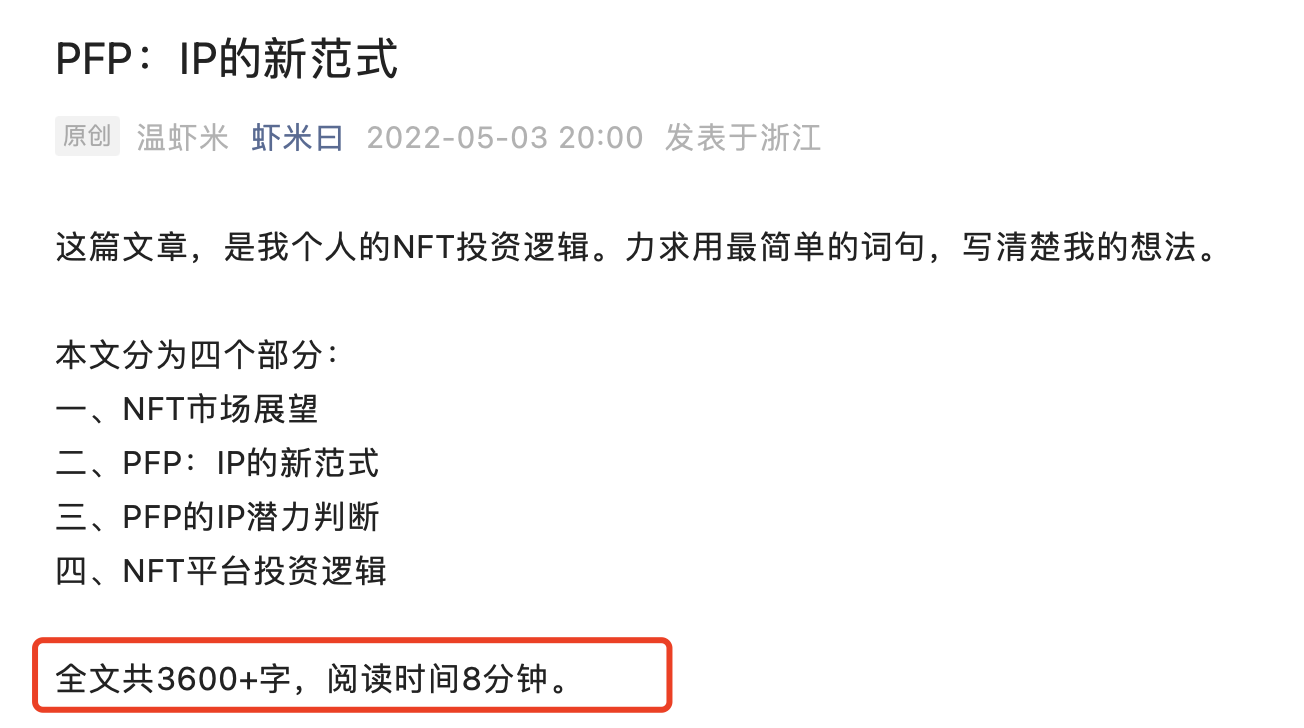 PFP：IP的新范式
原创 温虾米 虾米曰 2022-05-03 20:00 发表于浙江
这篇文章，是我个人的NFT投资逻辑。力求用最简单的词句，写清楚我的想法。
本文分为四个部分：
一、NFT市场展望
二、PFP：IP的新范式
三、PFP的IP潜力判断
四、NFT平台投资逻辑
全文共3600+字，阅读时间8分钟。